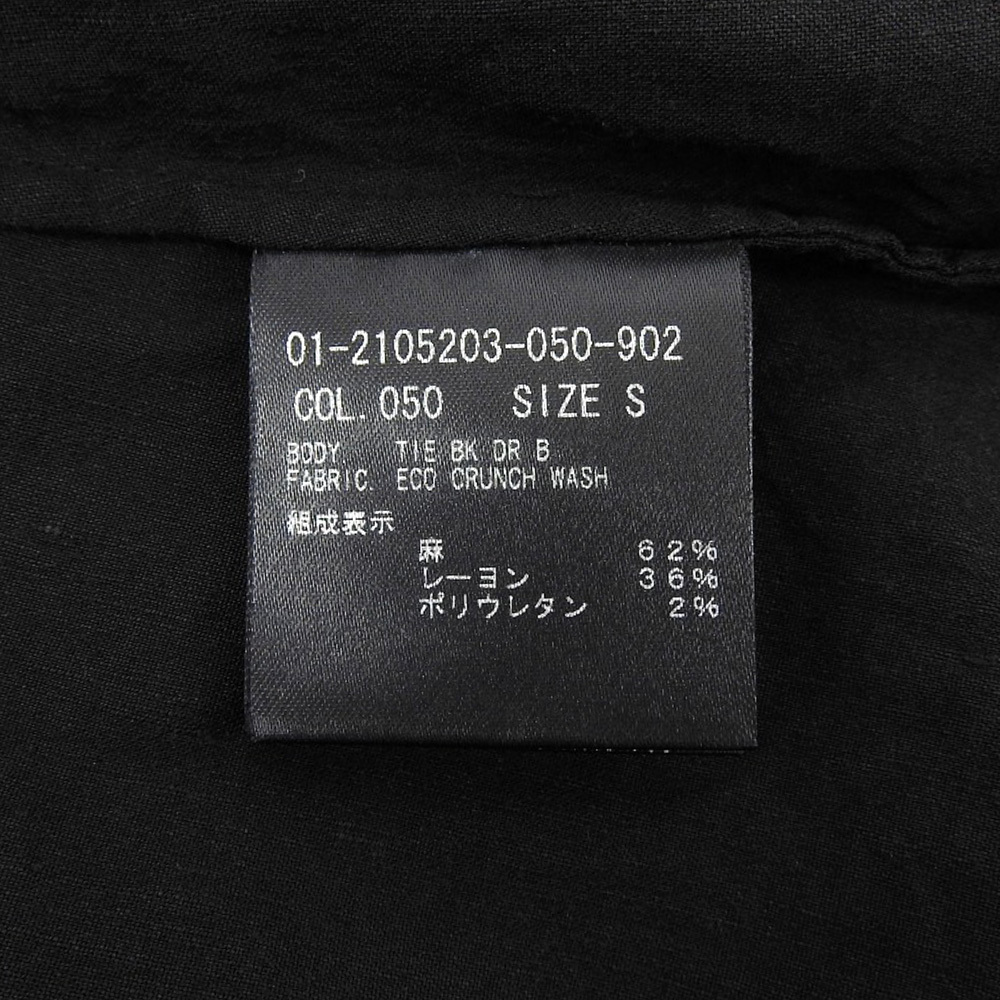 01-2105203-050-902
COL. 050 SIZE S
BODY TIE BK DR B
FABRIC. ECO CRUNCH WASH
組成表示
麻 62%
レーヨン 36%
ポリウレタン 2%